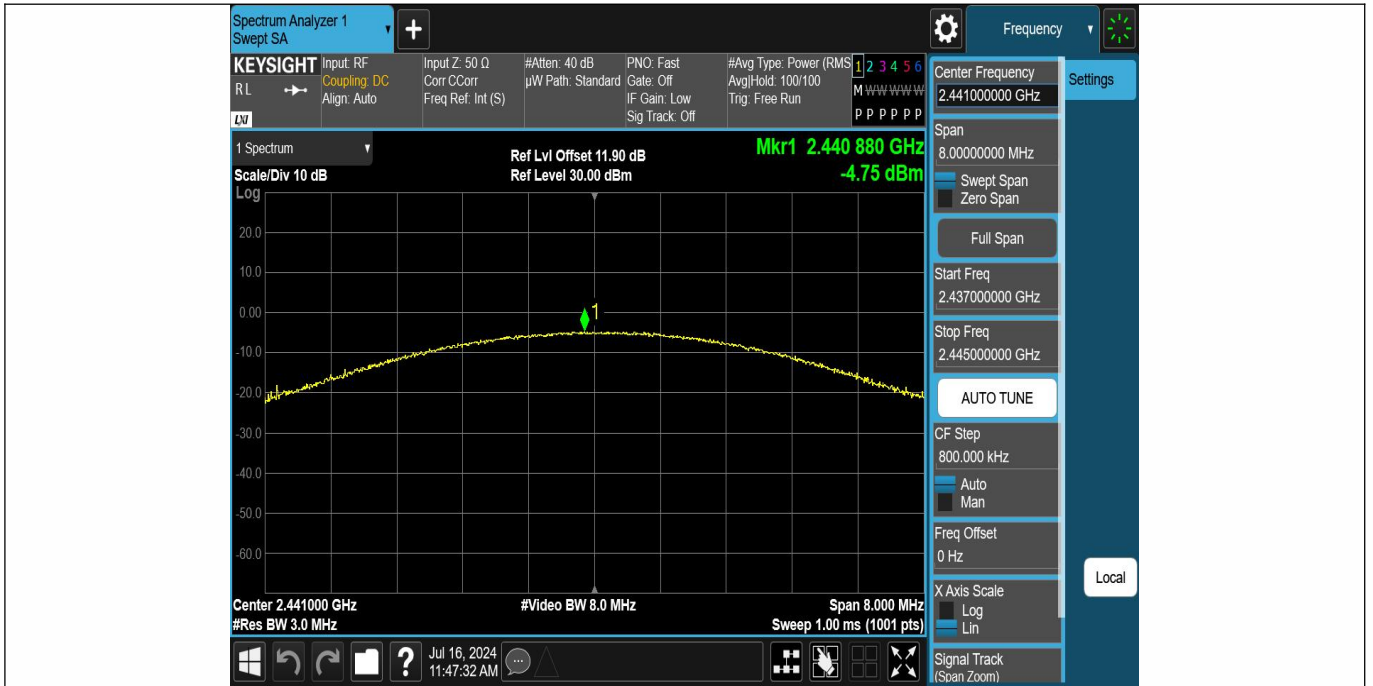 Spectrum Analyzer 1
Swept SA
+
Frequency
KEYSIGHT
R L
LXI
Input: RF
Coupling: DC
Align: Auto
Input Z: 50 Ω
Corr CCorr
Freq Ref: Int (S)
#Atten: 40 dB
µW Path: Standard
PNO: Fast
Gate: Off
IF Gain: Low
Sig Track: Off
#Avg Type: Power (RMS
Avg|Hold: 100/100
Trig: Free Run
1 2 3 4 5 6
M W W W W W
P P P P P P
1 Spectrum
Scale/Div 10 dB
Ref Lvl Offset 11.90 dB
Ref Level 30.00 dBm
Mkr1 2.440 880 GHz
-4.75 dBm
Log
20.0
10.0
0.00
-10.0
-20.0
-30.0
-40.0
-50.0
-60.0
1
Center 2.441000 GHz
#Video BW 8.0 MHz
Span 8.000 MHz
#Res BW 3.0 MHz
Sweep 1.00 ms (1001 pts)
?
Jul 16, 2024
11:47:32 AM
Center Frequency
2.441000000 GHz
Settings
Span
8.00000000 MHz
Swept Span
Zero Span
Full Span
Start Freq
2.437000000 GHz
Stop Freq
2.445000000 GHz
AUTO TUNE
CF Step
800.000 kHz
Auto
Man
Freq Offset
0 Hz
X Axis Scale
Log
Lin
Local
Signal Track
(Span Zoom)